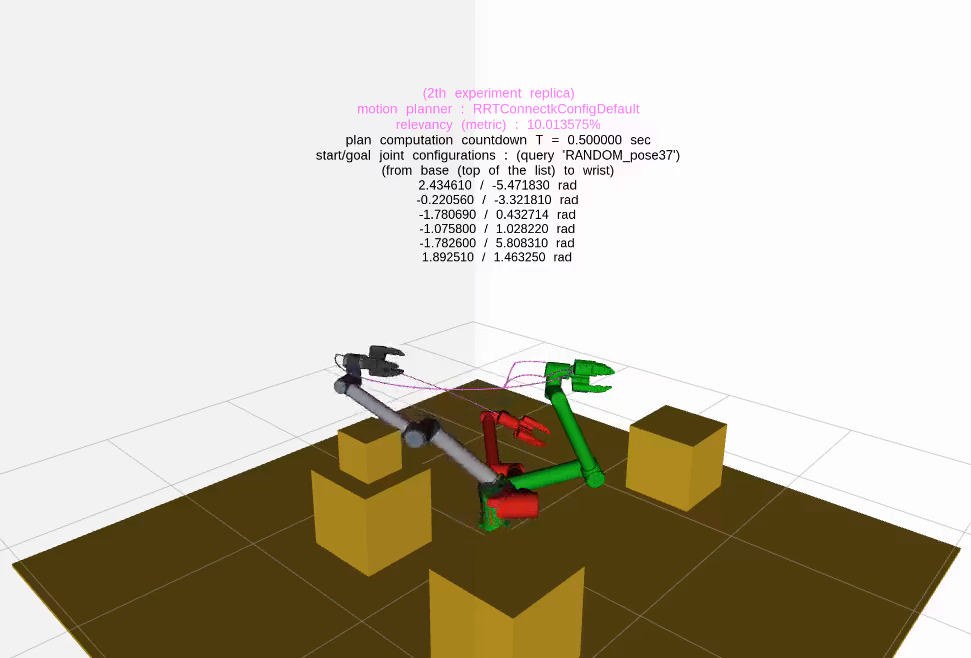 (2th experiment replica)
motion planner : RRTConnectkConfigDefault
relevancy (metric) : 10.013575%
plan computation countdown T = 0.500000 sec
start/goal joint configurations : (query 'RANDOM_pose37')
(from base (top of the list) to wrist)
2.434610 / -5.471830 rad
-0.220560 / -3.321810 rad
-1.780690 / 0.432714 rad
-1.075800 / 1.028220 rad
-1.782600 / 5.808310 rad
1.892510 / 1.463250 rad